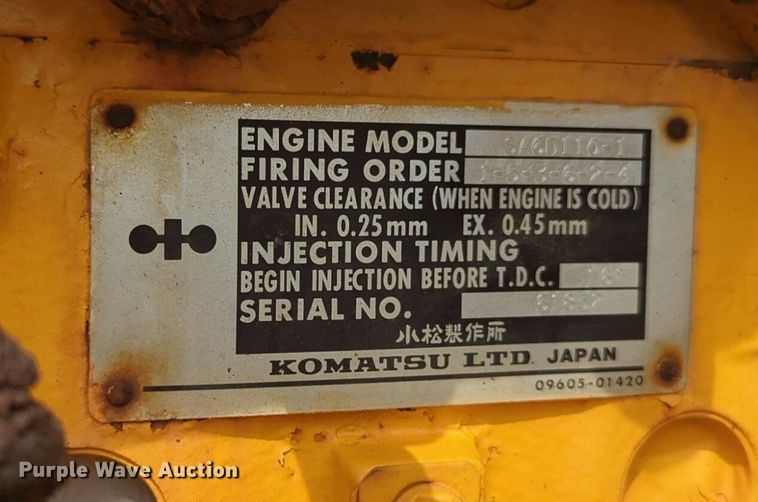 ENGINE MODEL SA6D110-1
FIRING ORDER 1-5-3-6-2-4
VALVE CLEARANCE (WHEN ENGINE IS COLD)
IN. 0.25mm EX. 0.45mm
INJECTION TIMING
BEGIN INJECTION BEFORE T.D.C.
SERIAL NO.
小松製作所
KOMATSU LTD. JAPAN
09605-01420
Purple Wave Auction